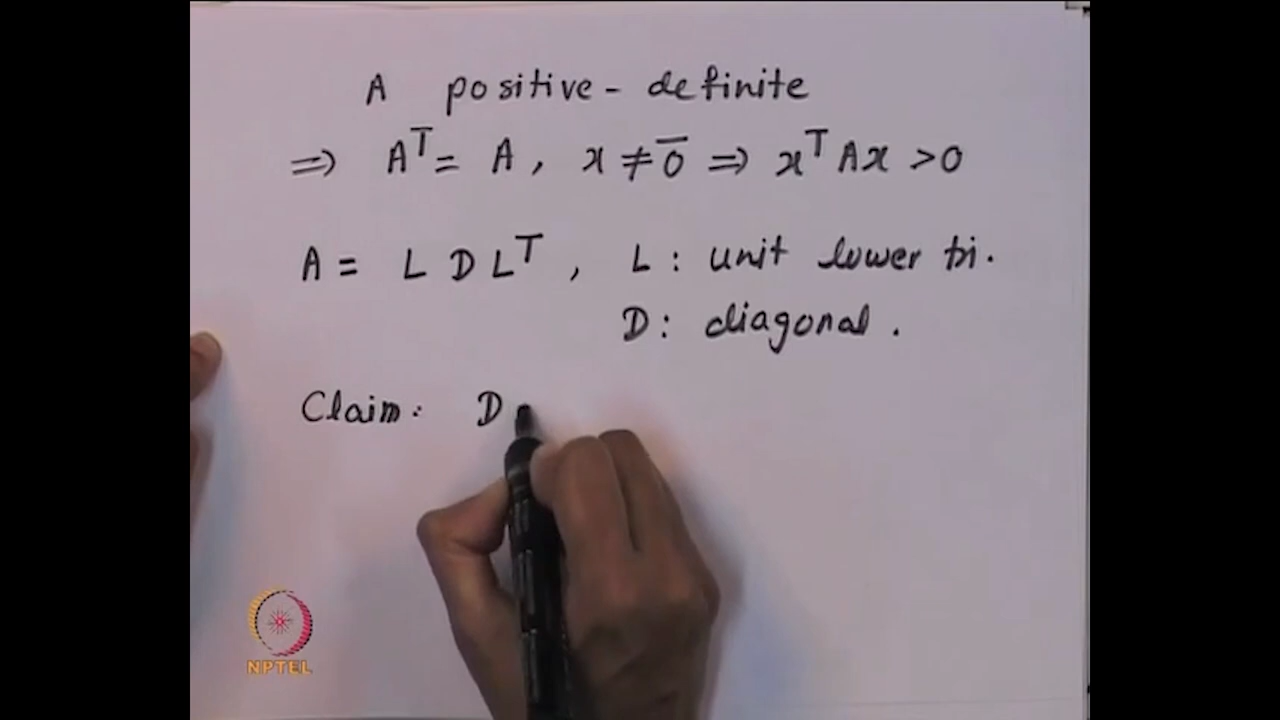 A positive-definite
⇒ Aᵀ = A, x ≠ 0̅ ⇒ xᵀAx > 0
A = L D Lᵀ, L: unit lower tri.
D: diagonal.
Claim: D
NPTEL